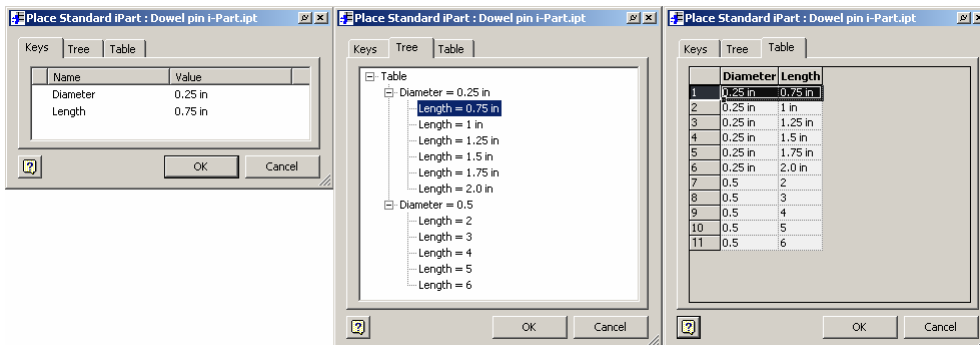 Place Standard iPart : Dowel pin i-Part.ipt
Keys Tree Table
Name Value
Diameter 0.25 in
Length 0.75 in
OK Cancel
Place Standard iPart : Dowel pin i-Part.ipt
Keys Tree Table
Table
Diameter = 0.25 in
Length = 0.75 in
Length = 1 in
Length = 1.25 in
Length = 1.5 in
Length = 1.75 in
Length = 2.0 in
Diameter = 0.5
Length = 2
Length = 3
Length = 4
Length = 5
Length = 6
OK Cancel
Place Standard iPart : Dowel pin i-Part.ipt
Keys Tree Table
Diameter Length
1 0.25 in 0.75 in
2 0.25 in 1 in
3 0.25 in 1.25 in
4 0.25 in 1.5 in
5 0.25 in 1.75 in
6 0.25 in 2.0 in
7 0.5 2
8 0.5 3
9 0.5 4
10 0.5 5
11 0.5 6
OK Cancel